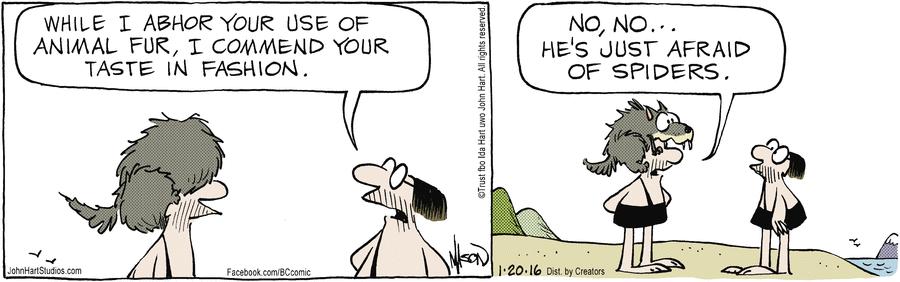 WHILE I ABHOR YOUR USE OF
ANIMAL FUR, I COMMEND YOUR
TASTE IN FASHION.
JohnHartStudios.com
Facebook.com/BCcomic
MASON
©Trust fbo Ida Hart uwo John Hart. All rights reserved.
NO, NO...
HE'S JUST AFRAID
OF SPIDERS.
1·20·16 Dist. by Creators